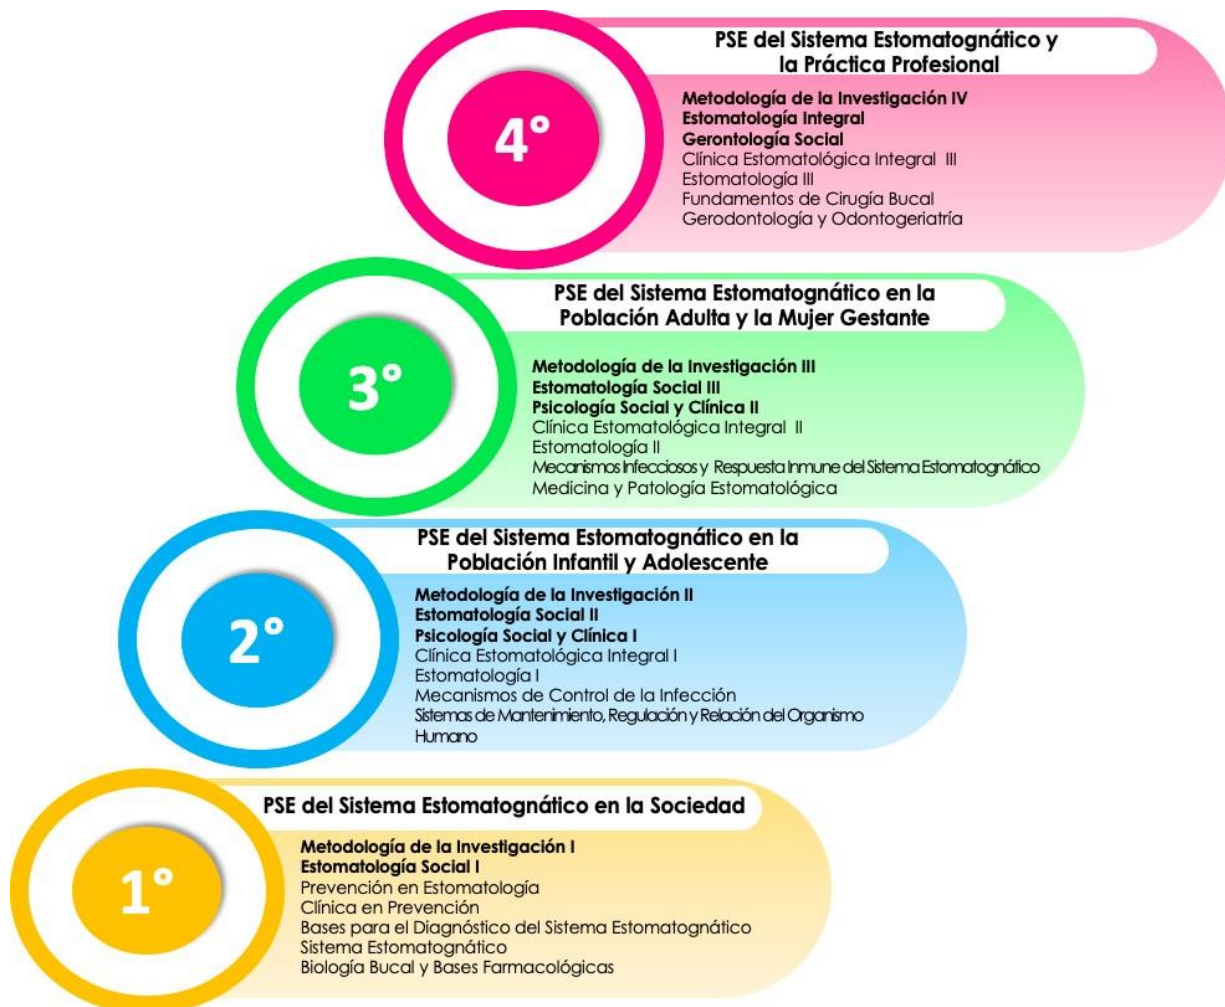 4°
PSE del Sistema Estomatognático y
la Práctica Profesional
Metodología de la Investigación IV
Estomatología Integral
Gerontología Social
Clínica Estomatológica Integral III
Estomatología III
Fundamentos de Cirugía Bucal
Gerodontología y Odontogeriatría
3°
PSE del Sistema Estomatognático en la
Población Adulta y la Mujer Gestante
Metodología de la Investigación III
Estomatología Social III
Psicología Social y Clínica II
Clínica Estomatológica Integral II
Estomatología II
Mecanismos Infecciosos y Respuesta Inmune del Sistema Estomatognático
Medicina y Patología Estomatológica
2°
PSE del Sistema Estomatognático en la
Población Infantil y Adolescente
Metodología de la Investigación II
Estomatología Social II
Psicología Social y Clínica I
Clínica Estomatológica Integral I
Estomatología I
Mecanismos de Control de la Infección
Sistemas de Mantenimiento, Regulación y Relación del Organismo
Humano
1°
PSE del Sistema Estomatognático en la Sociedad
Metodología de la Investigación I
Estomatología Social I
Prevención en Estomatología
Clínica en Prevención
Bases para el Diagnóstico del Sistema Estomatognático
Sistema Estomatognático
Biología Bucal y Bases Farmacológicas